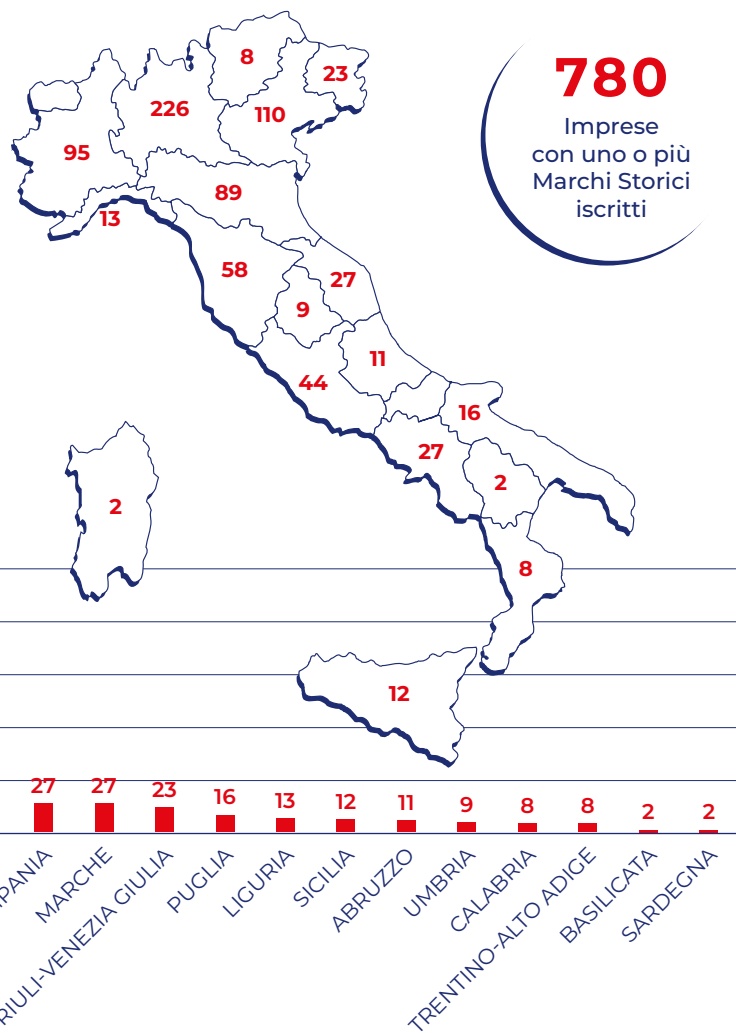 8
23
780
226
110
Imprese
con uno o più
Marchi Storici
iscritti
95
89
13
58
27
9
11
44
16
27
2
2
8
12
27
27
23
16
13
12
11
9
8
8
2
2
PANIA
MARCHE
RIULI-VENEZIA GIULIA
PUGLIA
LIGURIA
SICILIA
ABRUZZO
UMBRIA
CALABRIA
TRENTINO-ALTO ADIGE
BASILICATA
SARDEGNA